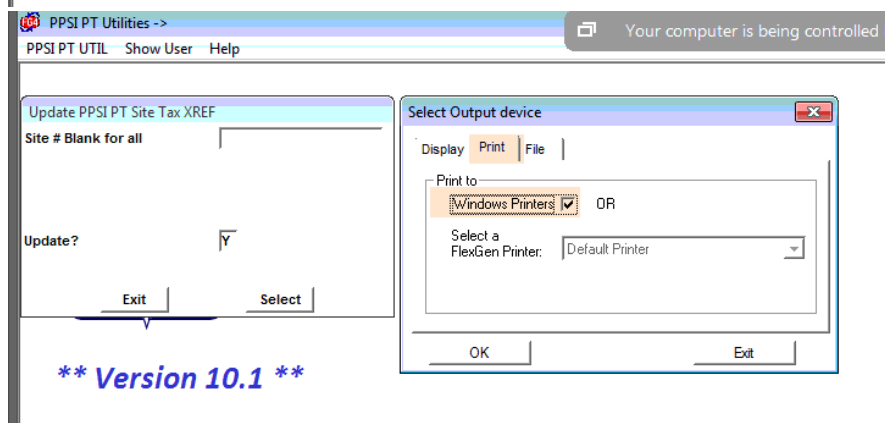 FG4 PPSI PT Utilities ->
Your computer is being controlled
PPSI PT UTIL Show User Help
Update PPSI PT Site Tax XREF
Site # Blank for all
Update? Y
Exit Select
** Version 10.1 **
Select Output device
Display Print File
Print to
Windows Printers OR
Select a
FlexGen Printer: Default Printer
OK Exit